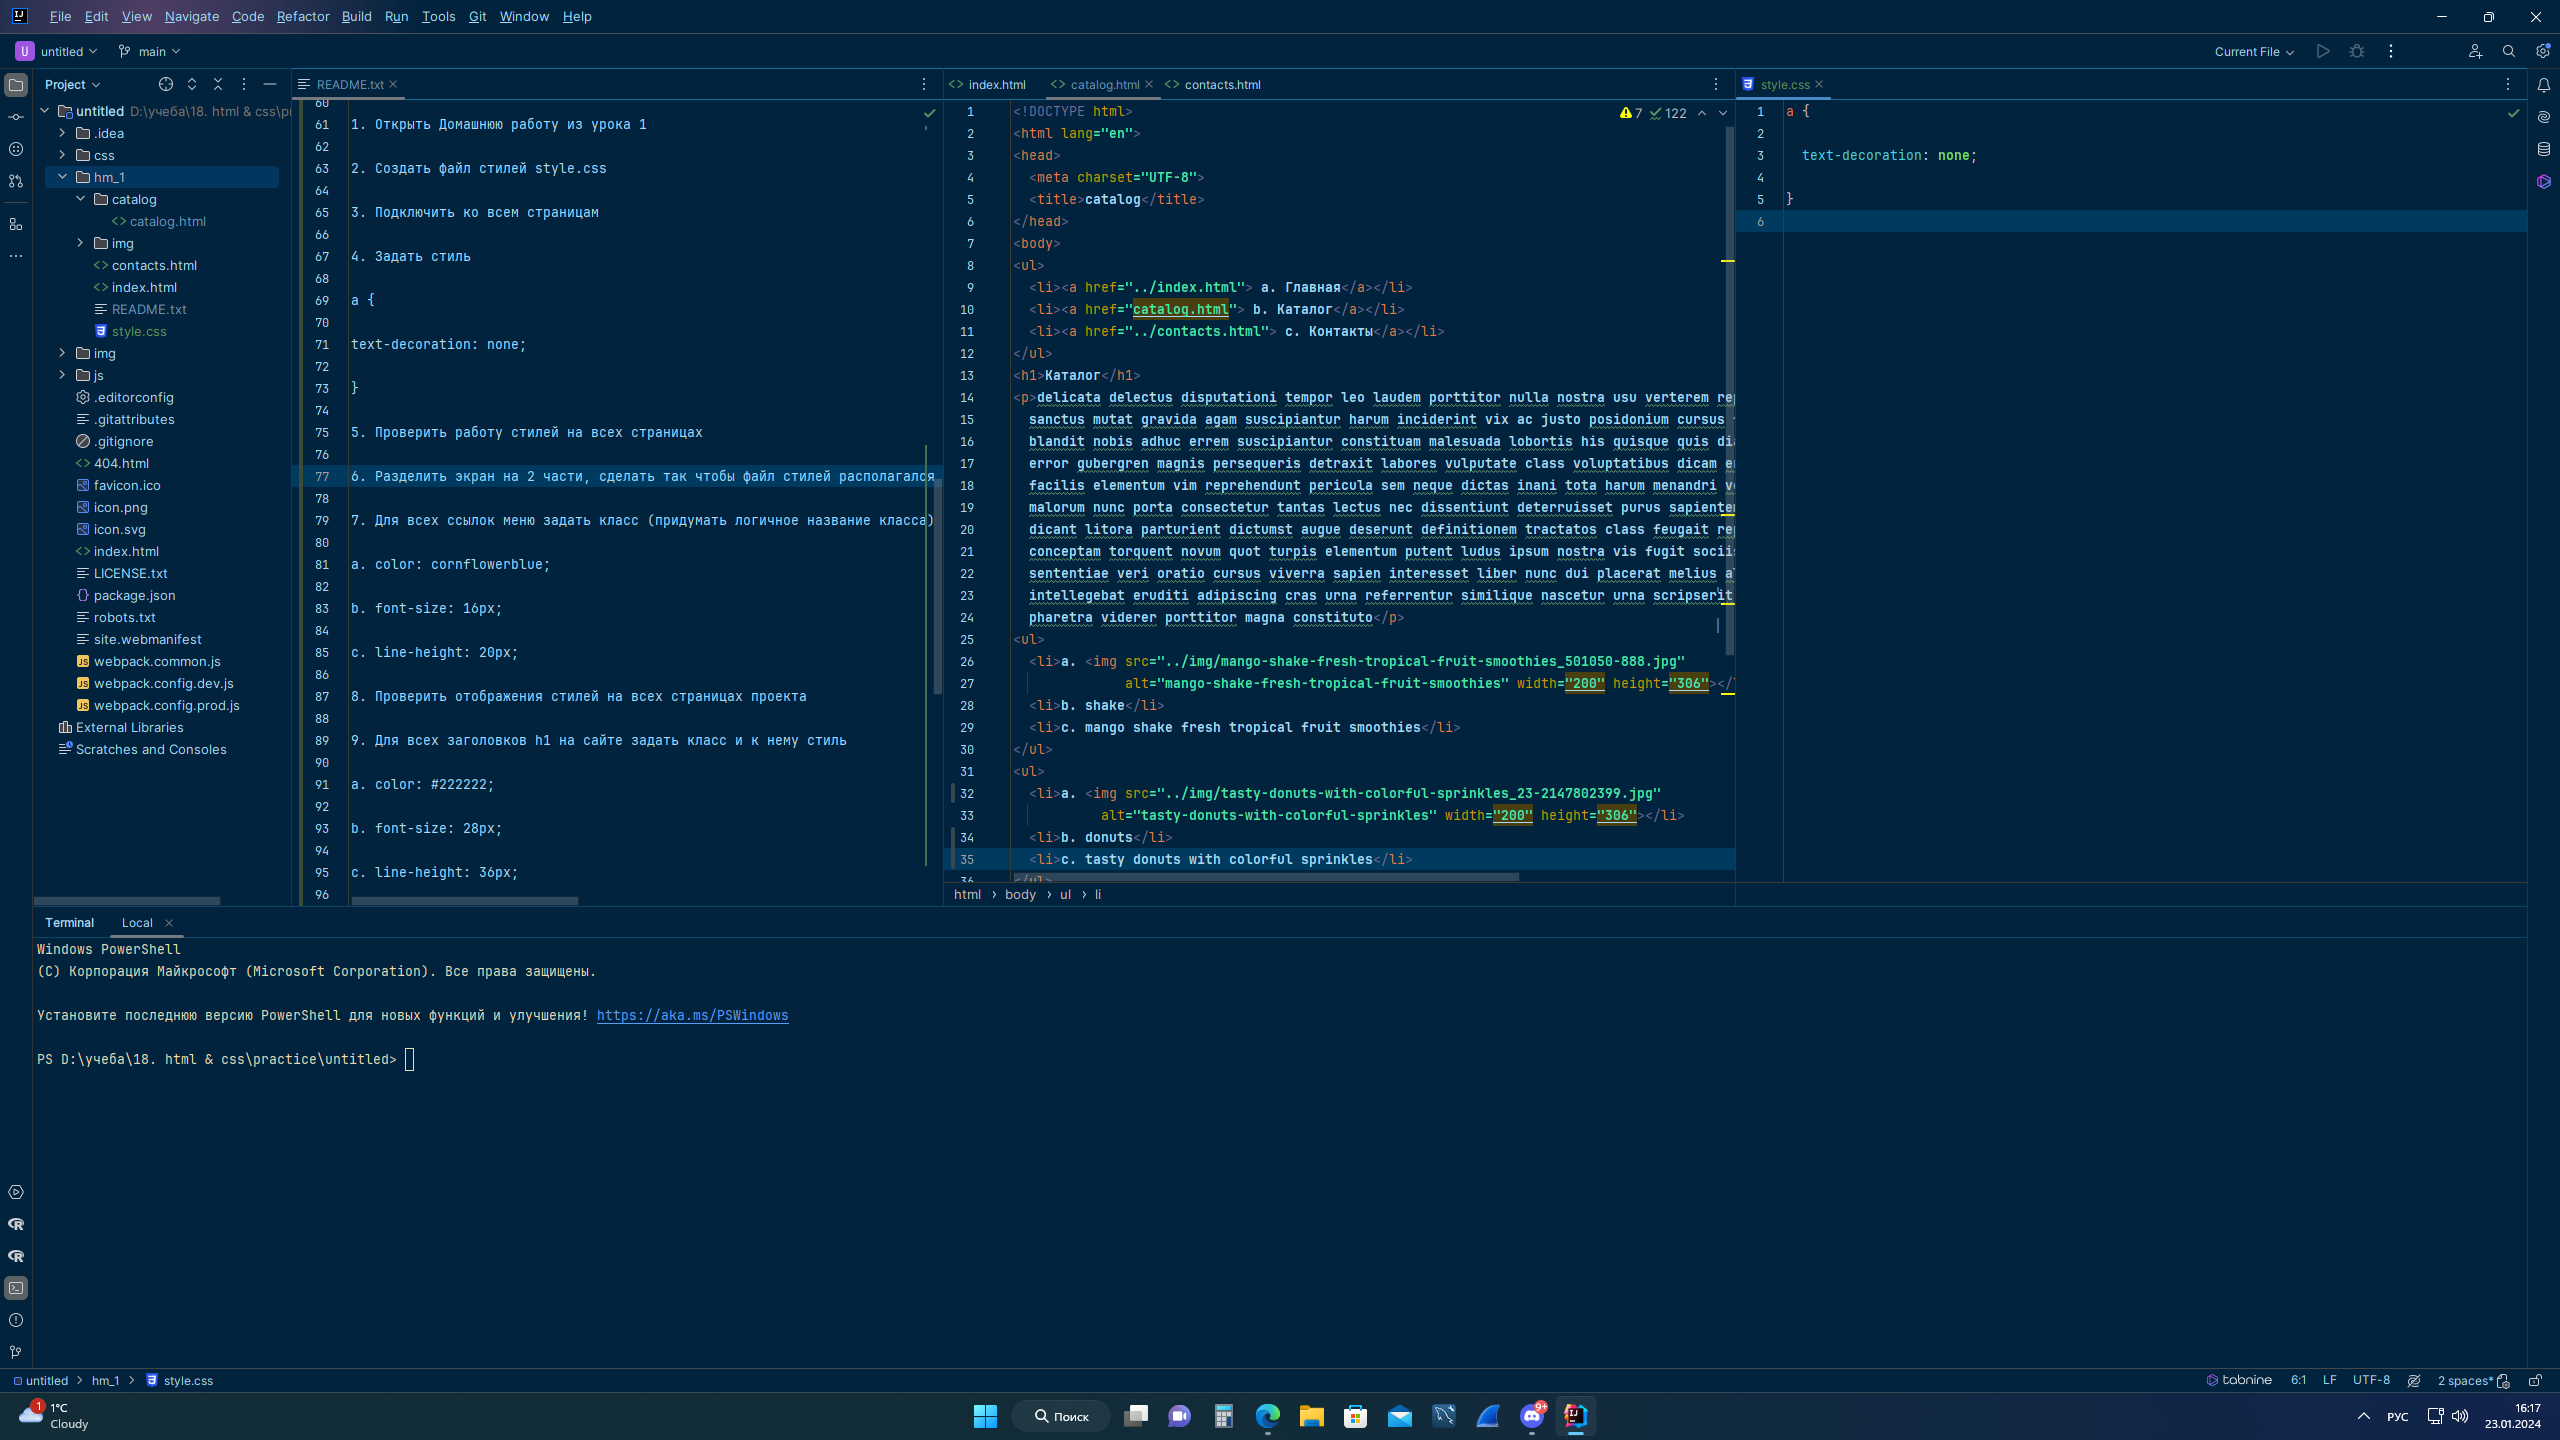 File Edit View Navigate Code Refactor Build Run Tools Git Window Help
U untitled main Current File
Project
untitled D:\учеба\18. html & css\pr
.idea
css
hm_1
catalog
catalog.html
img
contacts.html
index.html
README.txt
style.css
img
js
.editorconfig
.gitattributes
.gitignore
404.html
favicon.ico
icon.png
icon.svg
index.html
LICENSE.txt
package.json
robots.txt
site.webmanifest
webpack.common.js
webpack.config.dev.js
webpack.config.prod.js
External Libraries
Scratches and Consoles
README.txt
60
61 1. Открыть Домашнюю работу из урока 1
62
63 2. Создать файл стилей style.css
64
65 3. Подключить ко всем страницам
66
67 4. Задать стиль
68
69 a {
70
71 text-decoration: none;
72
73 }
74
75 5. Проверить работу стилей на всех страницах
76
77 6. Разделить экран на 2 части, сделать так чтобы файл стилей располагался
78
79 7. Для всех ссылок меню задать класс (придумать логичное название класса)
80
81 a. color: cornflowerblue;
82
83 b. font-size: 16px;
84
85 c. line-height: 20px;
86
87 8. Проверить отображения стилей на всех страницах проекта
88
89 9. Для всех заголовков h1 на сайте задать класс и к нему стиль
90
91 a. color: #222222;
92
93 b. font-size: 28px;
94
95 c. line-height: 36px;
96
index.html catalog.html contacts.html
7 122
1 <!DOCTYPE html>
2 <html lang="en">
3 <head>
4 <meta charset="UTF-8">
5 <title>catalog</title>
6 </head>
7 <body>
8 <ul>
9 <li><a href="../index.html"> a. Главная</a></li>
10 <li><a href="catalog.html"> b. Каталог</a></li>
11 <li><a href="../contacts.html"> c. Контакты</a></li>
12 </ul>
13 <h1>Каталог</h1>
14 <p>delicata delectus disputationi tempor leo laudem porttitor nulla nostra usu verterem re
15 sanctus mutat gravida agam suscipiantur harum inciderint vix ac justo posidonium cursus
16 blandit nobis adhuc errem suscipiantur constituam malesuada lobortis his quisque quis di
17 error gubergren magnis persequeris detraxit labores vulputate class voluptatibus dicam e
18 facilis elementum vim reprehendunt pericula sem neque dictas inani tota harum menandri v
19 malorum nunc porta consectetur tantas lectus nec dissentiunt deterruisset purus sapiente
20 dicant litora parturient dictumst augue deserunt definitionem tractatos class feugait re
21 conceptam torquent novum quot turpis elementum putent ludus ipsum nostra vis fugit sociis
22 sententiae veri oratio cursus viverra sapien interesset liber nunc dui placerat melius a
23 intellegebat eruditi adipiscing cras urna referrentur similique nascetur urna scripserit
24 pharetra viderer porttitor magna constituto</p>
25 <ul>
26 <li>a. <img src="../img/mango-shake-fresh-tropical-fruit-smoothies_501050-888.jpg"
27 alt="mango-shake-fresh-tropical-fruit-smoothies" width="200" height="306"></
28 <li>b. shake</li>
29 <li>c. mango shake fresh tropical fruit smoothies</li>
30 </ul>
31 <ul>
32 <li>a. <img src="../img/tasty-donuts-with-colorful-sprinkles_23-2147802399.jpg"
33 alt="tasty-donuts-with-colorful-sprinkles" width="200" height="306"></li>
34 <li>b. donuts</li>
35 <li>c. tasty donuts with colorful sprinkles</li>
36 </ul>
html › body › ul › li
style.css
1 a {
2
3 text-decoration: none;
4
5 }
6
Terminal Local
Windows PowerShell
(C) Корпорация Майкрософт (Microsoft Corporation). Все права защищены.
Установите последнюю версию PowerShell для новых функций и улучшения! https://aka.ms/PSWindows
PS D:\учеба\18. html & css\practice\untitled>
untitled › hm_1 › style.css tabnine 6:1 LF UTF-8 2 spaces*
1 1°C
Cloudy
Поиск
9+
РУС
16:17
23.01.2024